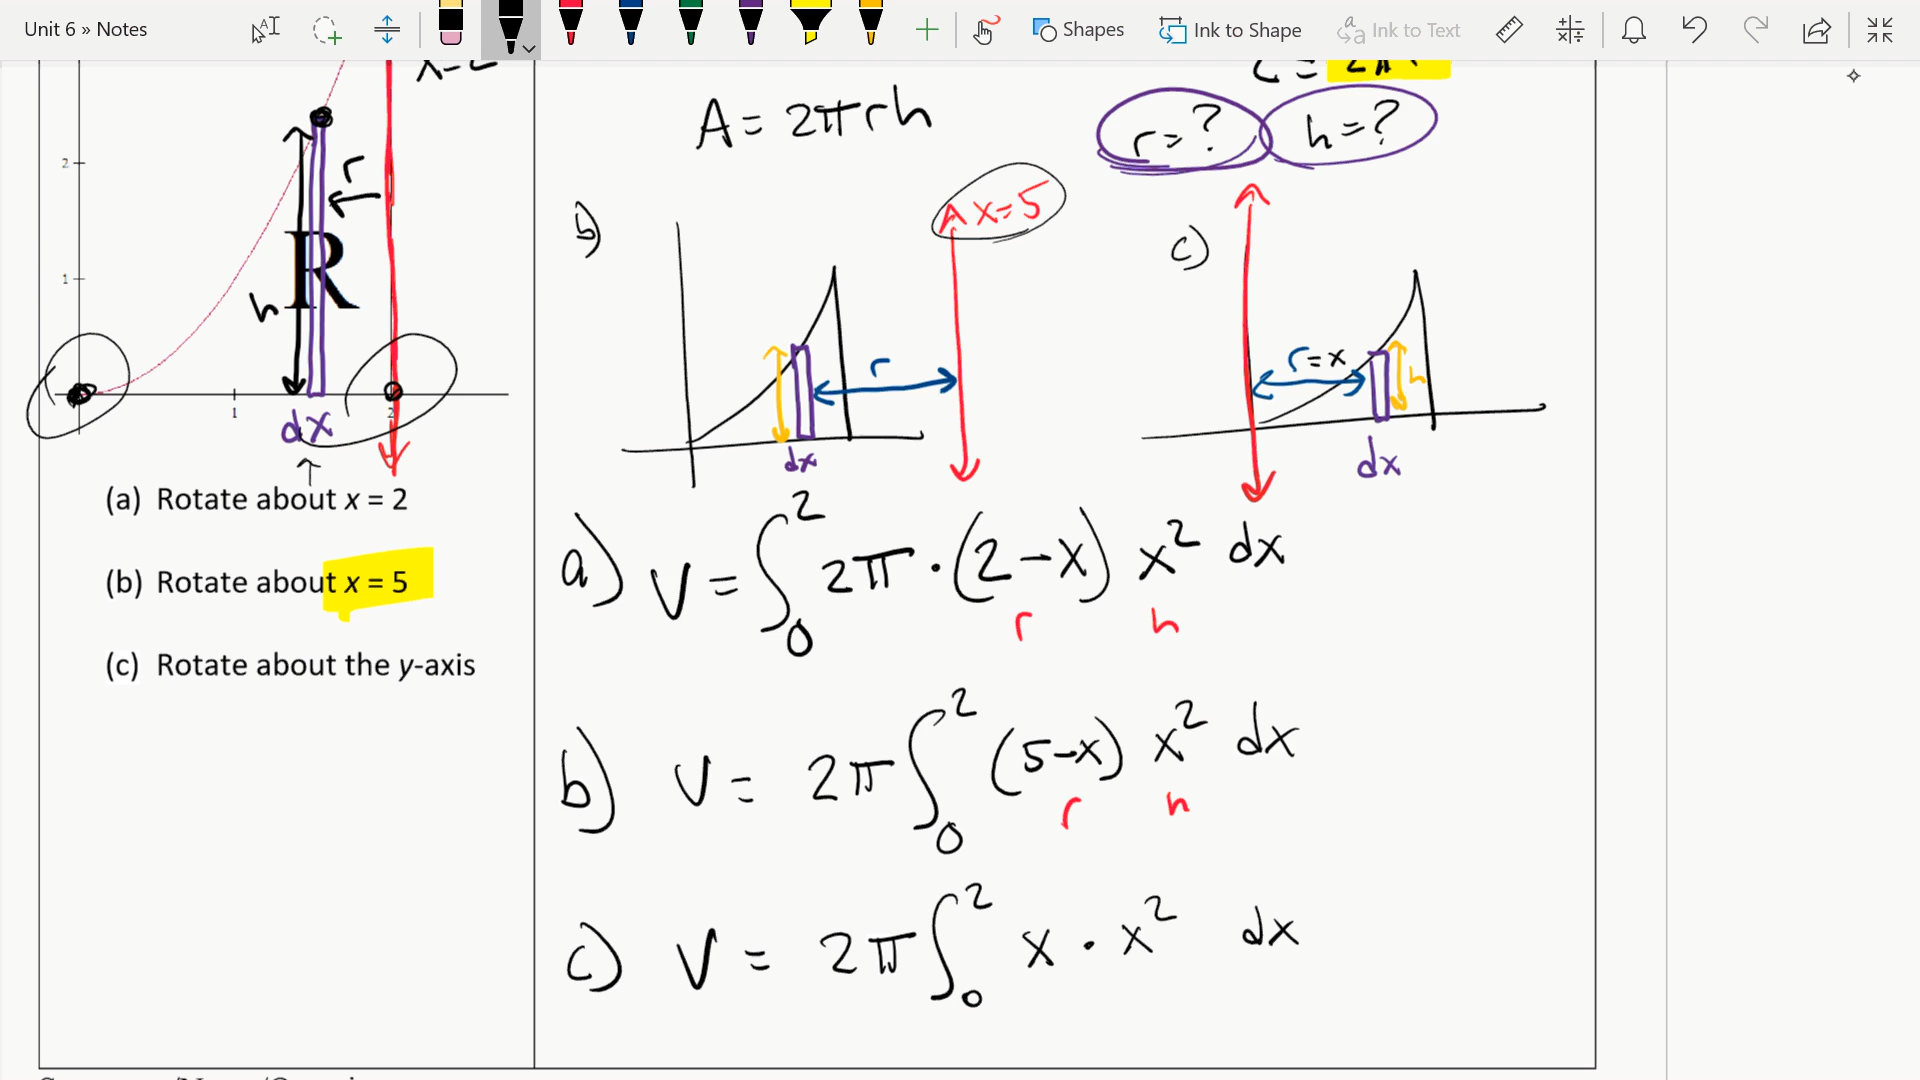 Unit 6 » Notes
Shapes
Ink to Shape
Ink to Text
A = 2πrh
r = ?
h = ?
2
r
b)
X=5
c)
1
R
h
r
r = x
h
1
2
dx
dx
dx
(a) Rotate about x = 2
(b) Rotate about x = 5
(c) Rotate about the y-axis
a) V = ∫₀² 2π · (2-x) x² dx
r h
b) V = 2π ∫₀² (5-x) x² dx
r h
c) V = 2π ∫₀² x · x² dx